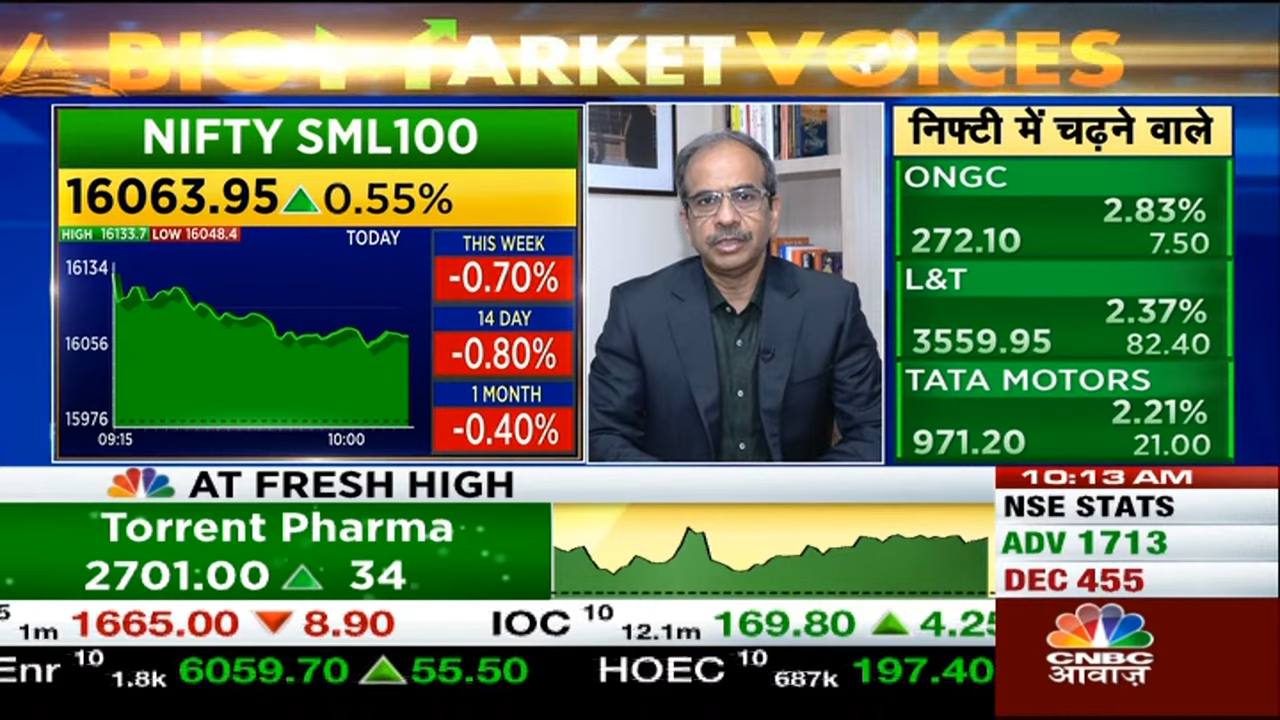 BIG MARKET VOICES
NIFTY SML100
16063.95 ▲ 0.55%
HIGH 16133.7 LOW 16048.4
TODAY
16134
16056
15976
09:15 10:00
THIS WEEK
-0.70%
14 DAY
-0.80%
1 MONTH
-0.40%
निफ्टी में चढ़ने वाले
ONGC
2.83%
272.10 7.50
L&T
2.37%
3559.95 82.40
TATA MOTORS
2.21%
971.20 21.00
AT FRESH HIGH
Torrent Pharma
2701.00 ▲ 34
10:13 AM
NSE STATS
ADV 1713
DEC 455
5 1m 1665.00 ▼ 8.90 IOC 10 12.1m 169.80 ▲ 4.25
Enr 10 1.8k 6059.70 ▲ 55.50 HOEC 10 687k 197.40
CNBC
आवाज़